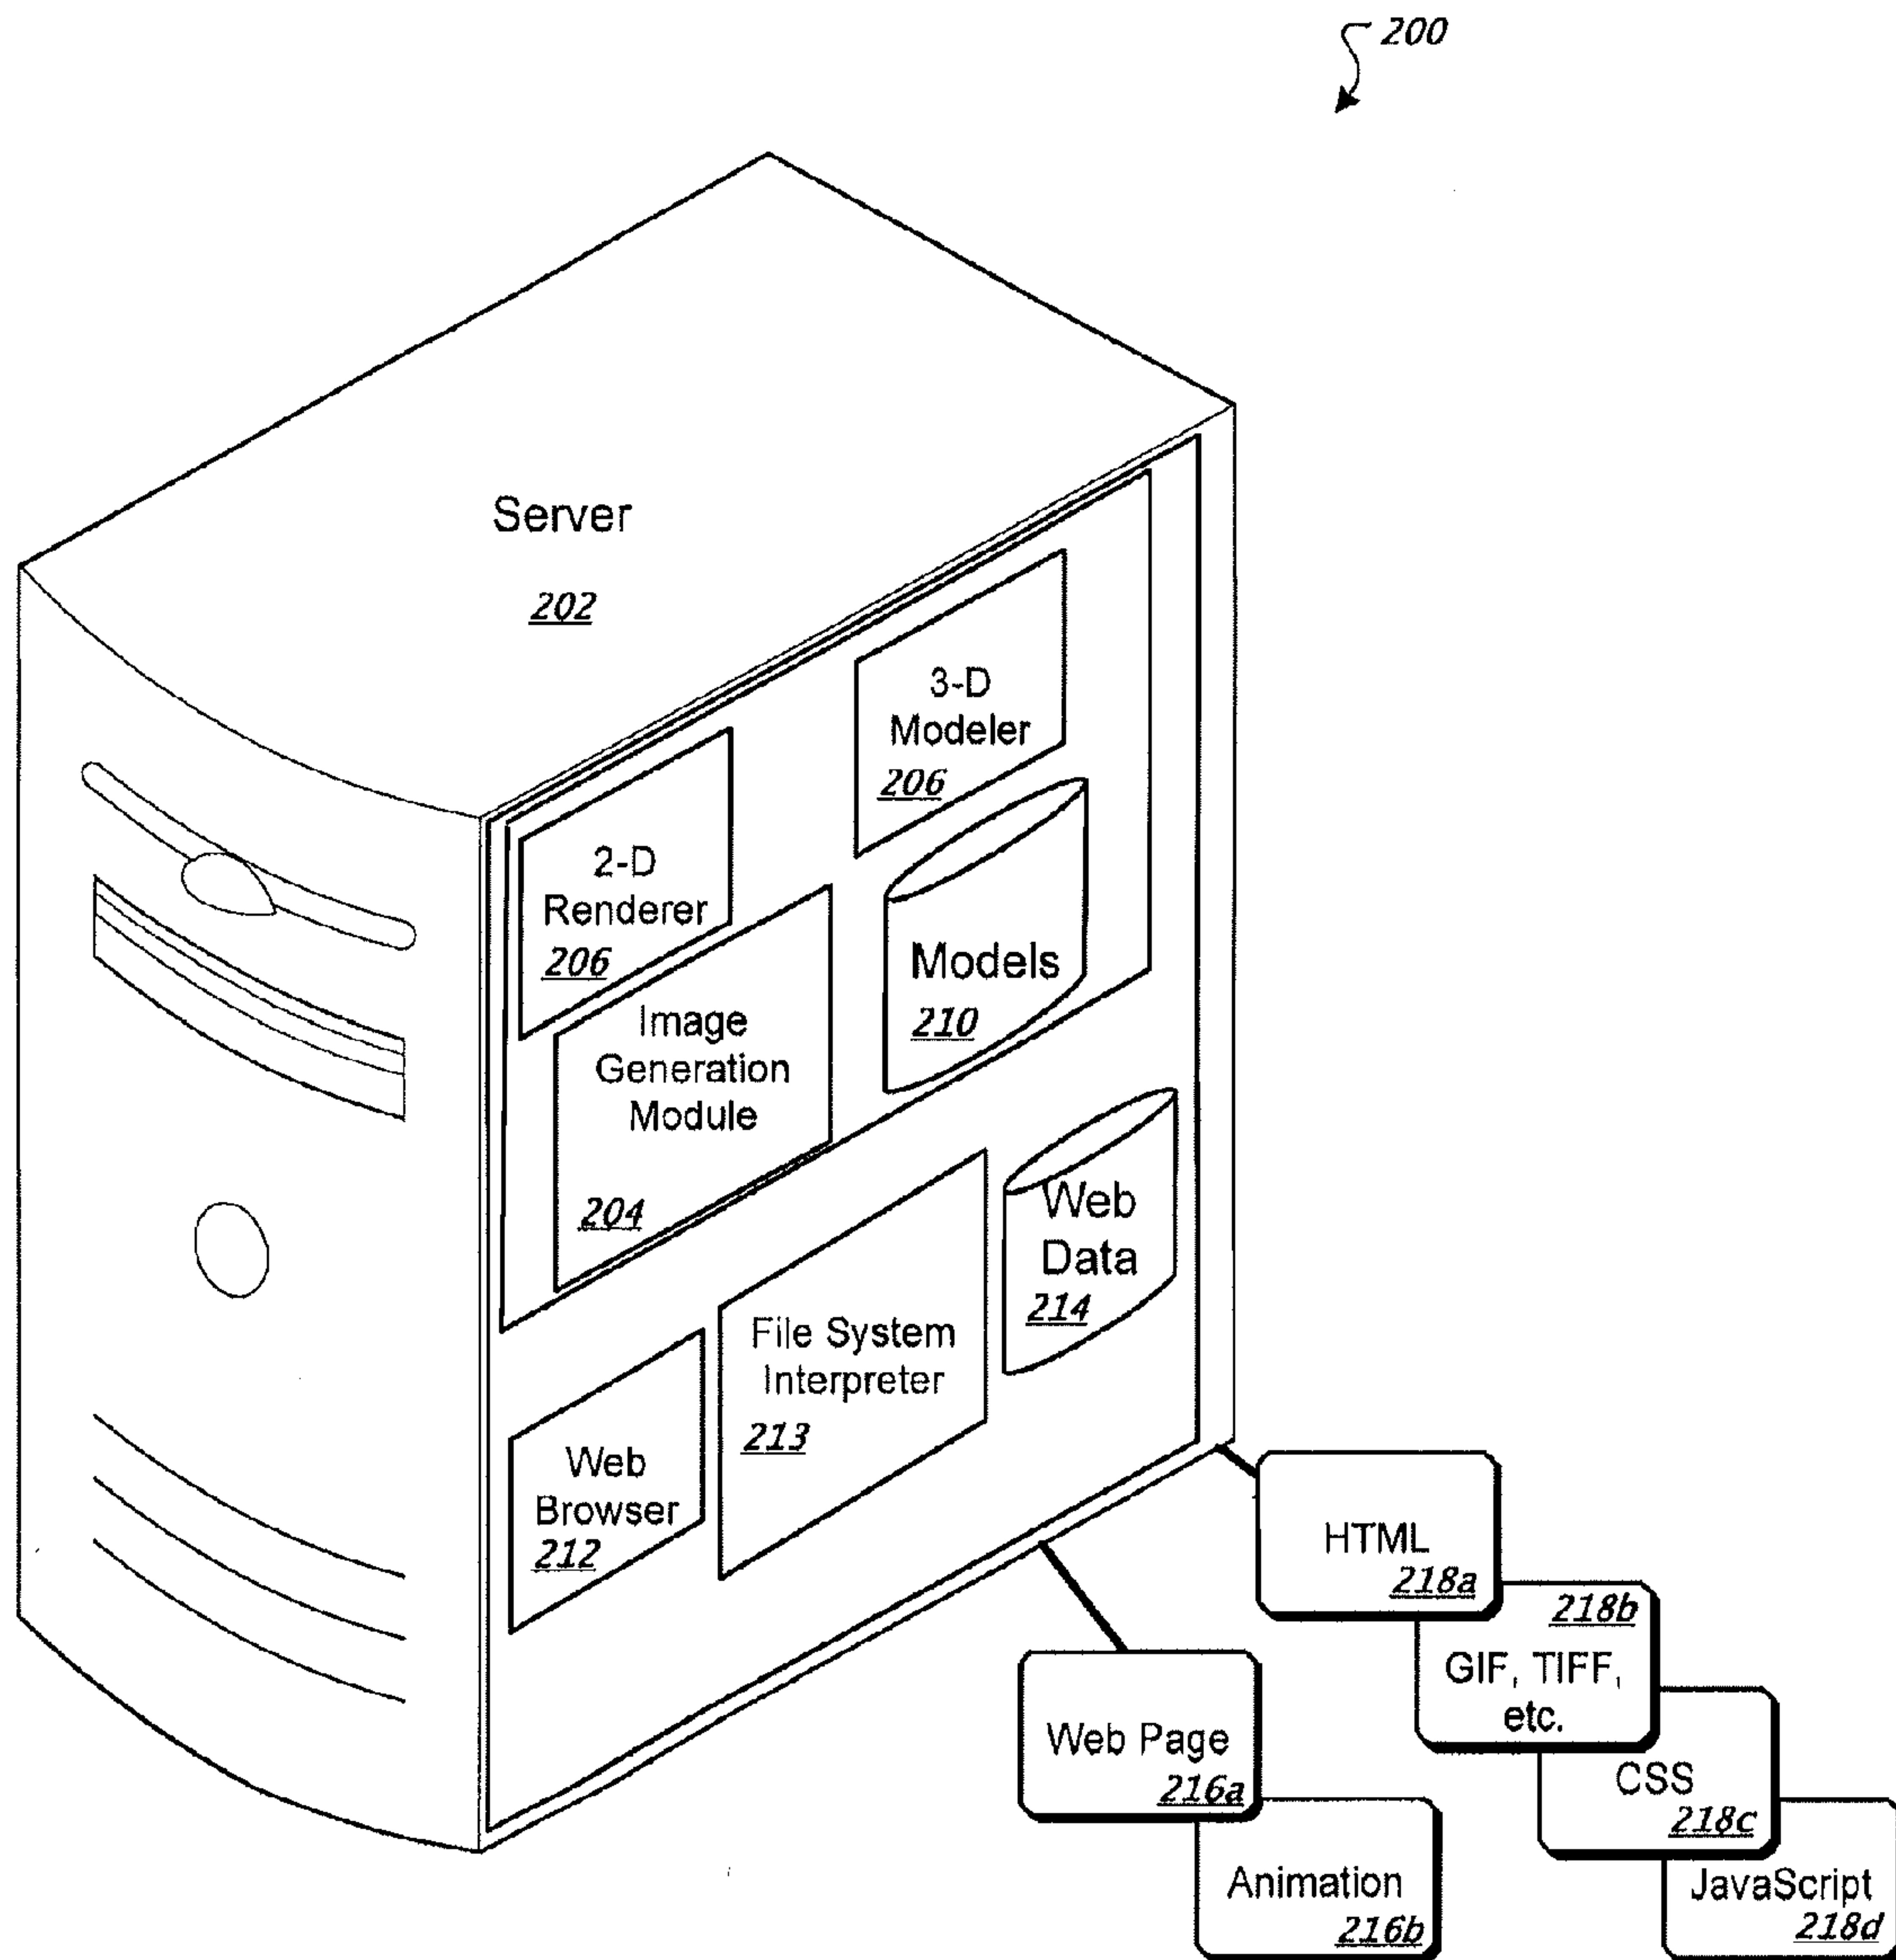 200
Server
202
3-D
Modeler
206
2-D
Renderer
206
Models
210
Image
Generation
Module
204
Web
Data
214
File System
Interpreter
213
Web
Browser
212
HTML
218a
218b
GIF, TIFF,
etc.
CSS
218c
JavaScript
218d
Web Page
216a
Animation
216b